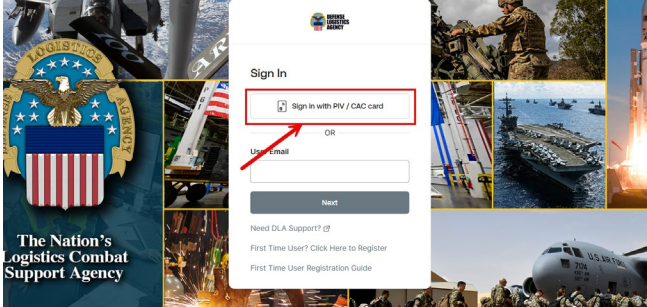 LOGISTICS
AGENCY
The Nation's
Logistics Combat
Support Agency
DEFENSE
LOGISTICS
AGENCY
Sign In
Sign in with PIV / CAC card
OR
User Email
Next
Need DLA Support?
First Time User? Click Here to Register
First Time User Registration Guide
U.S. AIR FORCE